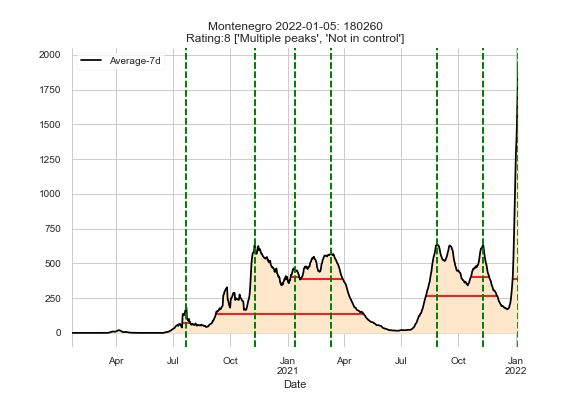 Montenegro 2022-01-05: 180260
Rating:8 ['Multiple peaks', 'Not in control']
Average-7d
2000
1750
1500
1250
1000
750
500
250
0
Apr
Jul
Oct
Jan
2021
Apr
Jul
Oct
Jan
2022
Date